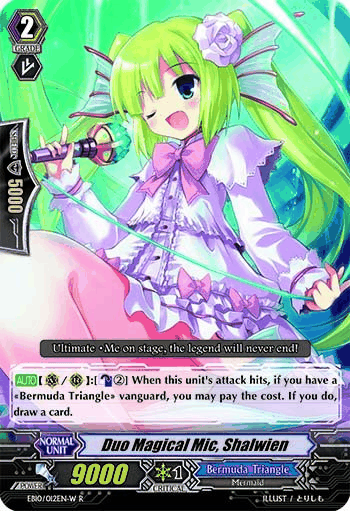 2
GRADE
SHIELD
5000
Ultimate ・Me on stage, the legend will never end!
AUTO [ / ]:[②] When this unit's attack hits, if you have a
«Bermuda Triangle» vanguard, you may pay the cost. If you do,
draw a card.
NORMAL
UNIT
Duo Magical Mic, Shalwien
POWER
9000
1
CRITICAL
Bermuda Triangle
Mermaid
EB10/012EN-W R
ILLUST / とりしも